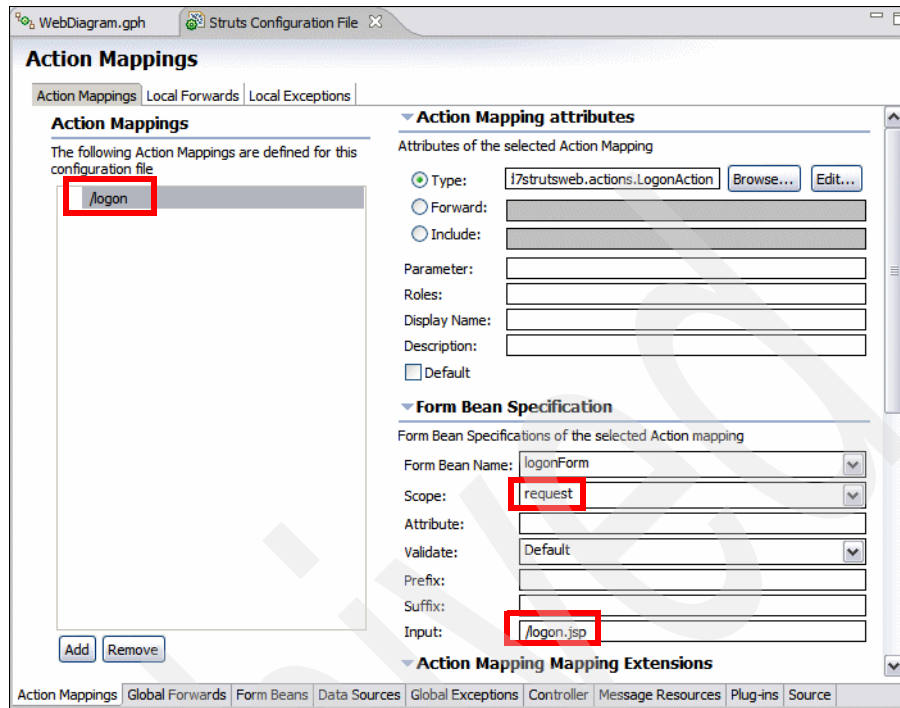 WebDiagram.gph Struts Configuration File
Action Mappings
Action Mappings Local Forwards Local Exceptions
Action Mappings
The following Action Mappings are defined for this
configuration file
/logon
Add Remove
Action Mapping attributes
Attributes of the selected Action Mapping
Type: d7strutsweb.actions.LogonAction Browse... Edit...
Forward:
Include:
Parameter:
Roles:
Display Name:
Description:
Default
Form Bean Specification
Form Bean Specifications of the selected Action mapping
Form Bean Name: logonForm
Scope: request
Attribute:
Validate: Default
Prefix:
Suffix:
Input: /logon.jsp
Action Mapping Mapping Extensions
Action Mappings Global Forwards Form Beans Data Sources Global Exceptions Controller Message Resources Plug-ins Source